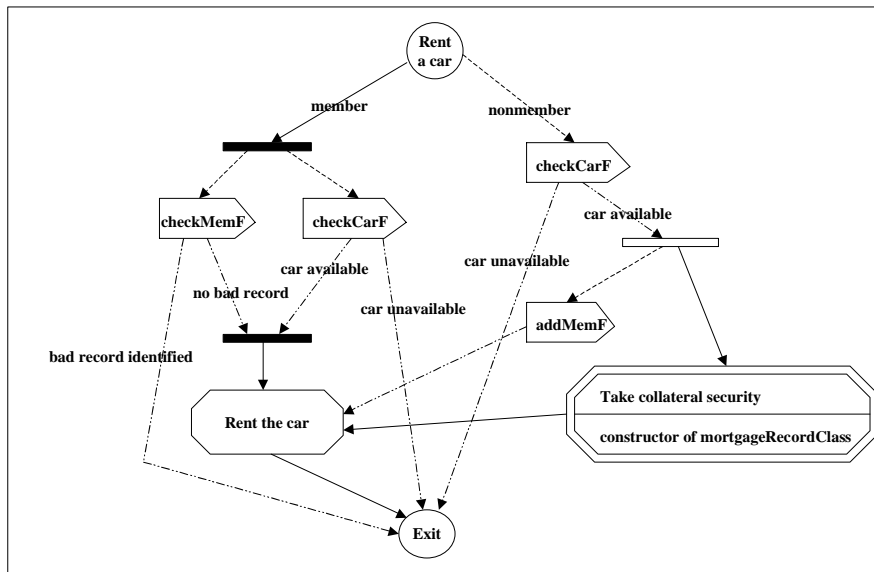 Rent
a car
member
nonmember
checkCarF
checkMemF
checkCarF
car available
car available
car unavailable
no bad record
car unavailable
addMemF
bad record identified
Take collateral security
Rent the car
constructor of mortgageRecordClass
Exit